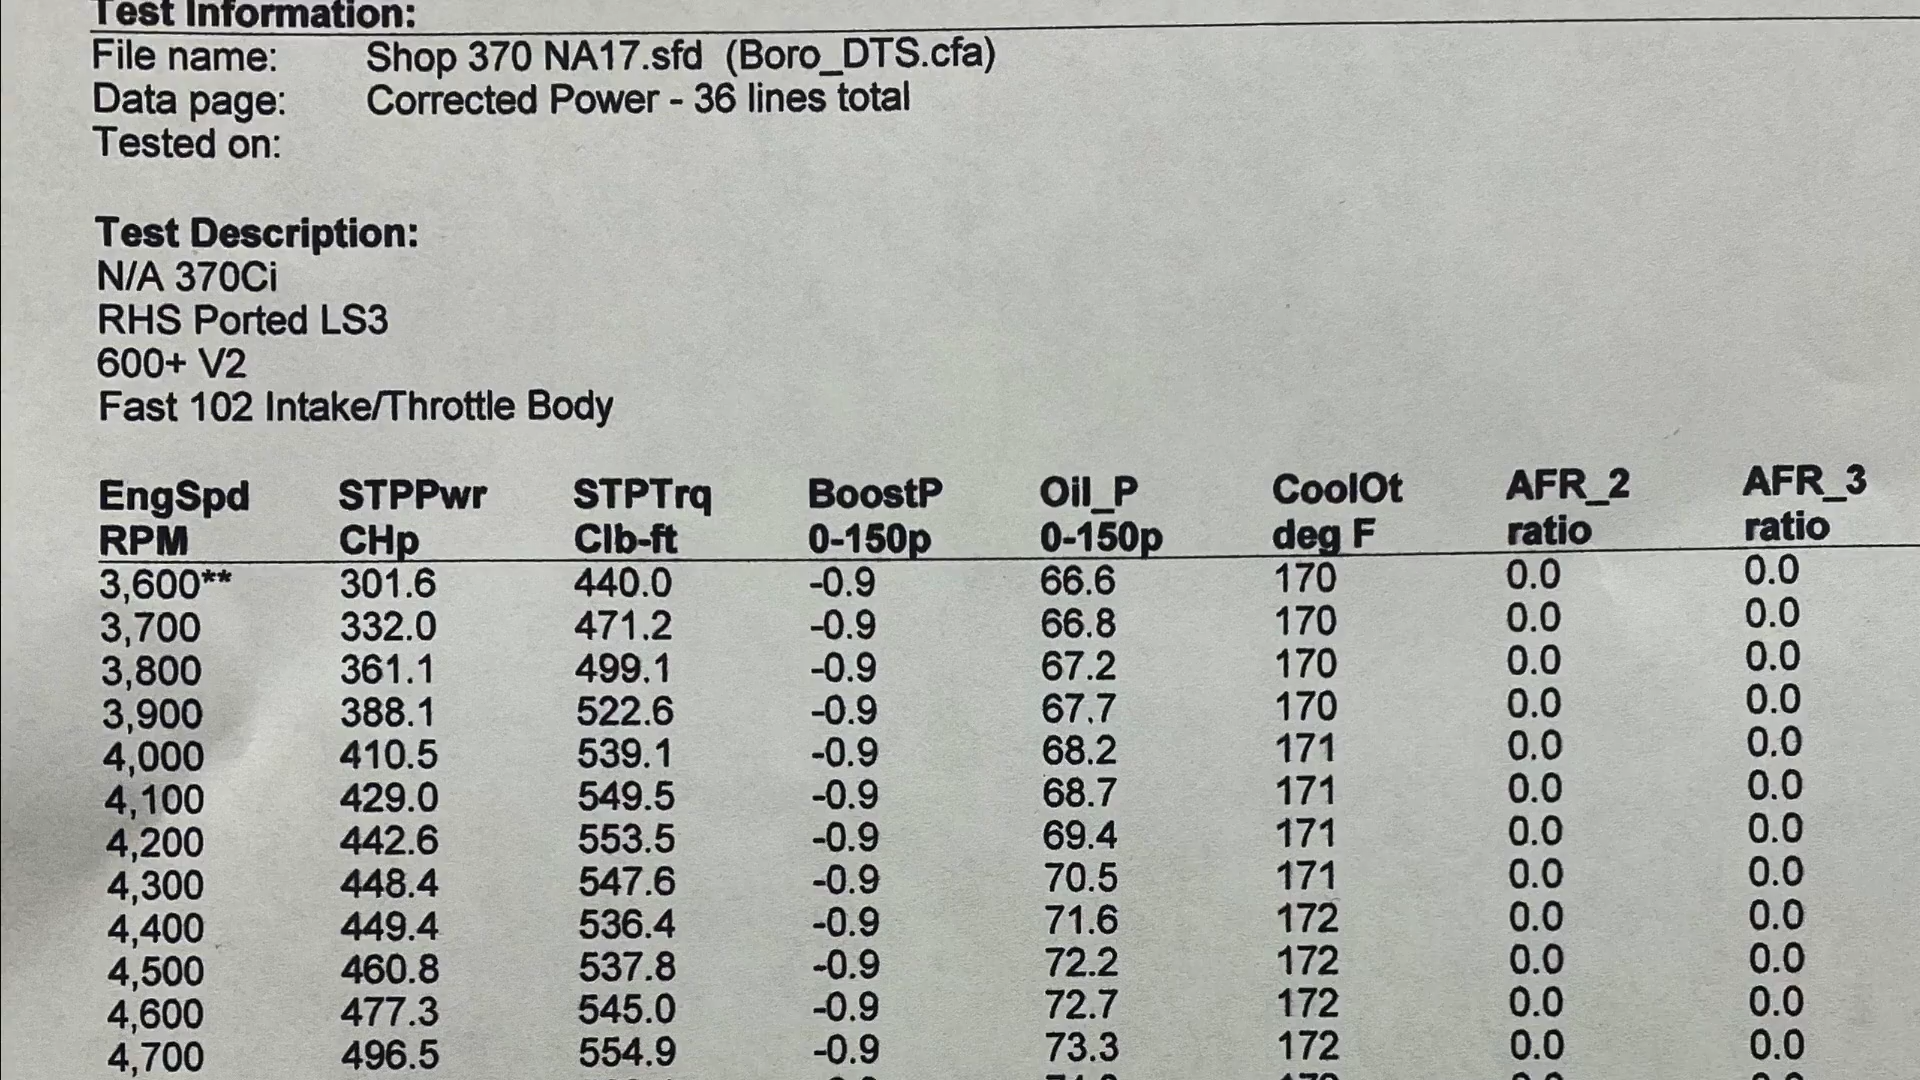 Test Information:
File name: Shop 370 NA17.sfd (Boro_DTS.cfa)
Data page: Corrected Power - 36 lines total
Tested on:
Test Description:
N/A 370Ci
RHS Ported LS3
600+ V2
Fast 102 Intake/Throttle Body
EngSpd STPPwr STPTrq BoostP Oil_P CoolOt AFR_2 AFR_3
RPM CHp Clb-ft 0-150p 0-150p deg F ratio ratio
3,600** 301.6 440.0 -0.9 66.6 170 0.0 0.0
3,700 332.0 471.2 -0.9 66.8 170 0.0 0.0
3,800 361.1 499.1 -0.9 67.2 170 0.0 0.0
3,900 388.1 522.6 -0.9 67.7 170 0.0 0.0
4,000 410.5 539.1 -0.9 68.2 171 0.0 0.0
4,100 429.0 549.5 -0.9 68.7 171 0.0 0.0
4,200 442.6 553.5 -0.9 69.4 171 0.0 0.0
4,300 448.4 547.6 -0.9 70.5 171 0.0 0.0
4,400 449.4 536.4 -0.9 71.6 172 0.0 0.0
4,500 460.8 537.8 -0.9 72.2 172 0.0 0.0
4,600 477.3 545.0 -0.9 72.7 172 0.0 0.0
4,700 496.5 554.9 -0.9 73.3 172 0.0 0.0